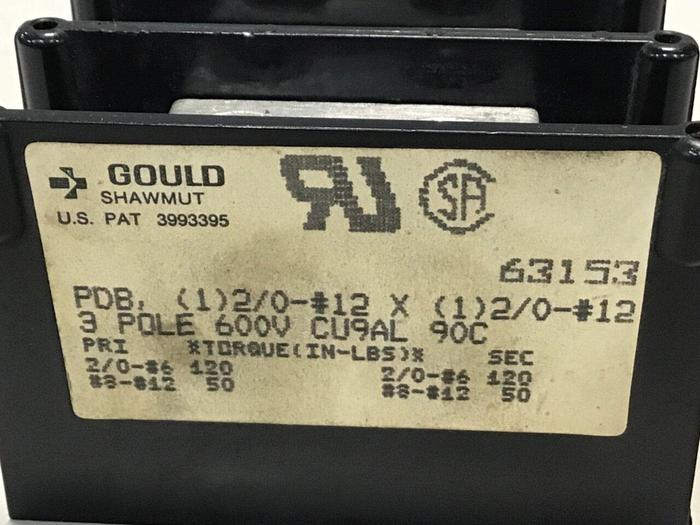 GOULD
SHAWMUT
U.S. PAT 3993395
SA
63153
PDB, (1)2/0-#12 X (1)2/0-#12
3 POLE 600V CU9AL 90C
PRI *TORQUE(IN-LBS)* SEC
2/0-#6 120 2/0-#6 120
#8-#12 50 #8-#12 50